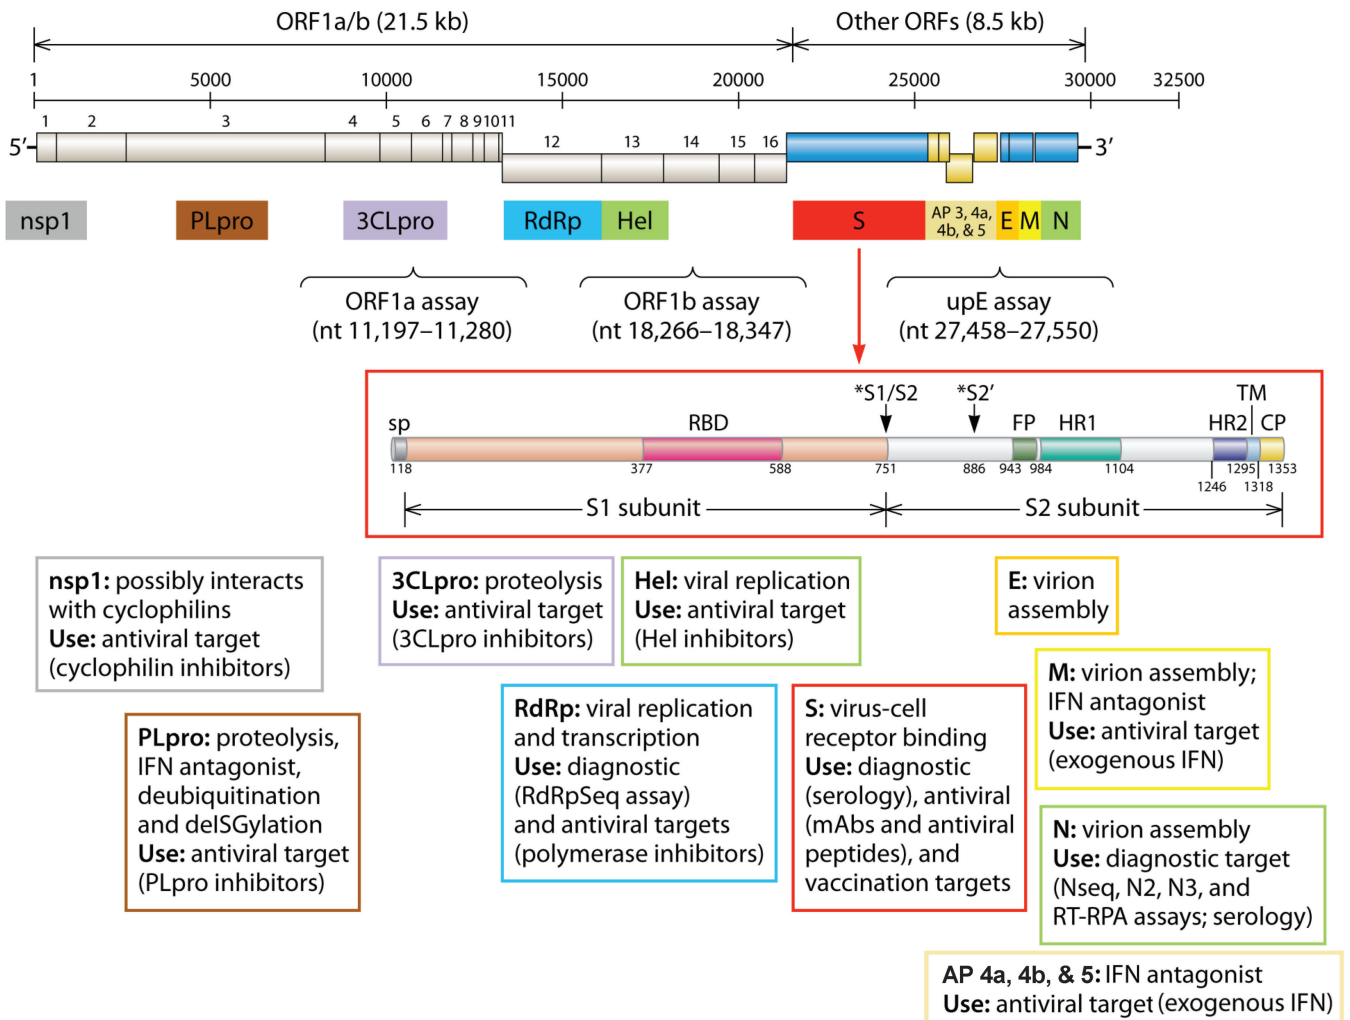 ORF1a/b (21.5 kb)
Other ORFs (8.5 kb)
1 5000 10000 15000 20000 25000 30000 32500
1 2 3 4 5 6 7 8 9 10 11
12 13 14 15 16
5′ 3′
nsp1 PLpro 3CLpro RdRp Hel S AP 3, 4a, E M N
4b, & 5
ORF1a assay
(nt 11,197–11,280)
ORF1b assay
(nt 18,266–18,347)
upE assay
(nt 27,458–27,550)
*S1/S2 *S2′ TM
sp RBD FP HR1 HR2 CP
118 377 588 751 886 943 984 1104 1295 1353
1246 1318
S1 subunit S2 subunit
nsp1: possibly interacts
with cyclophilins
Use: antiviral target
(cyclophilin inhibitors)
3CLpro: proteolysis
Use: antiviral target
(3CLpro inhibitors)
Hel: viral replication
Use: antiviral target
(Hel inhibitors)
E: virion
assembly
M: virion assembly;
IFN antagonist
Use: antiviral target
(exogenous IFN)
PLpro: proteolysis,
IFN antagonist,
deubiquitination
and deISGylation
Use: antiviral target
(PLpro inhibitors)
RdRp: viral replication
and transcription
Use: diagnostic
(RdRpSeq assay)
and antiviral targets
(polymerase inhibitors)
S: virus-cell
receptor binding
Use: diagnostic
(serology), antiviral
(mAbs and antiviral
peptides), and
vaccination targets
N: virion assembly
Use: diagnostic target
(Nseq, N2, N3, and
RT-RPA assays; serology)
AP 4a, 4b, & 5: IFN antagonist
Use: antiviral target (exogenous IFN)